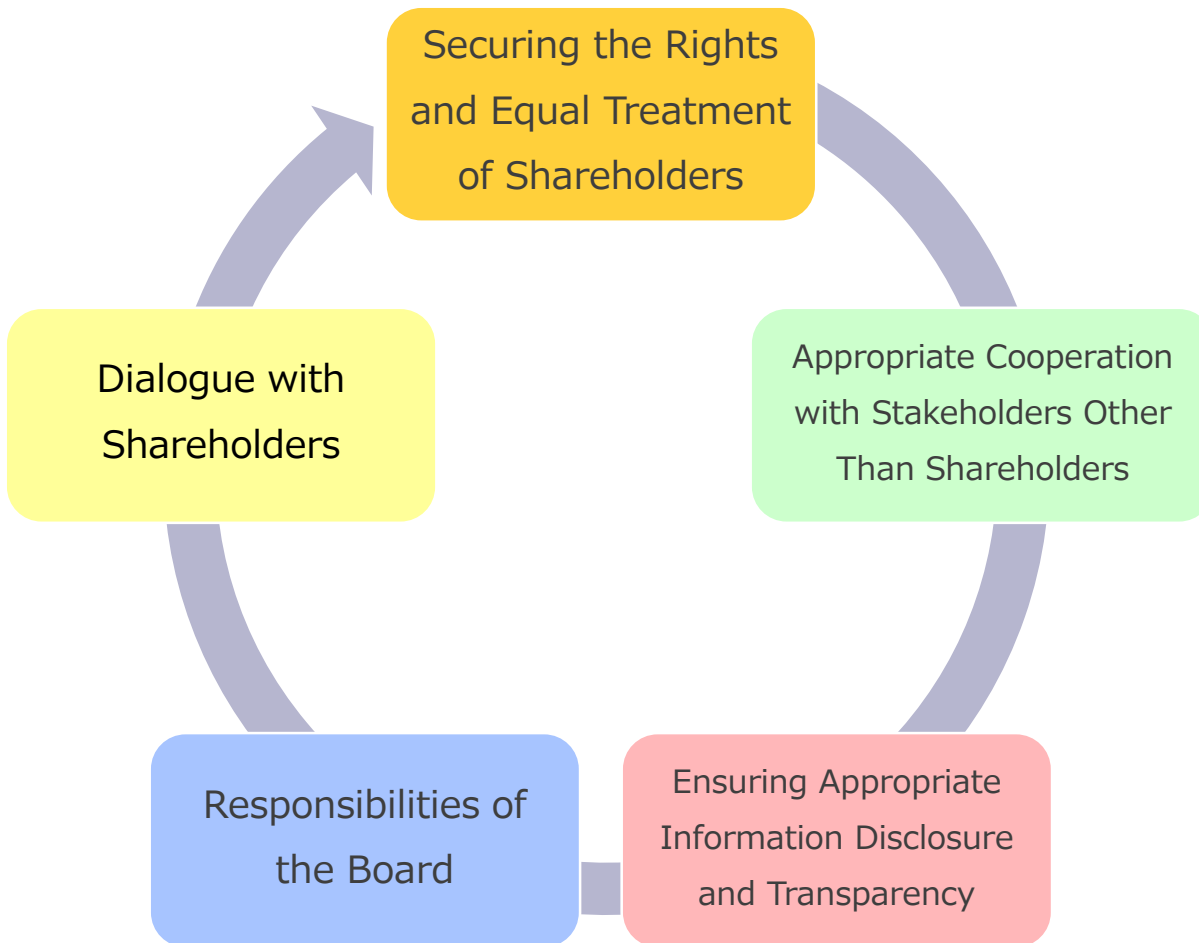 Securing the Rights
and Equal Treatment
of Shareholders
Appropriate Cooperation
with Stakeholders Other
Than Shareholders
Ensuring Appropriate
Information Disclosure
and Transparency
Responsibilities of
the Board
Dialogue with
Shareholders